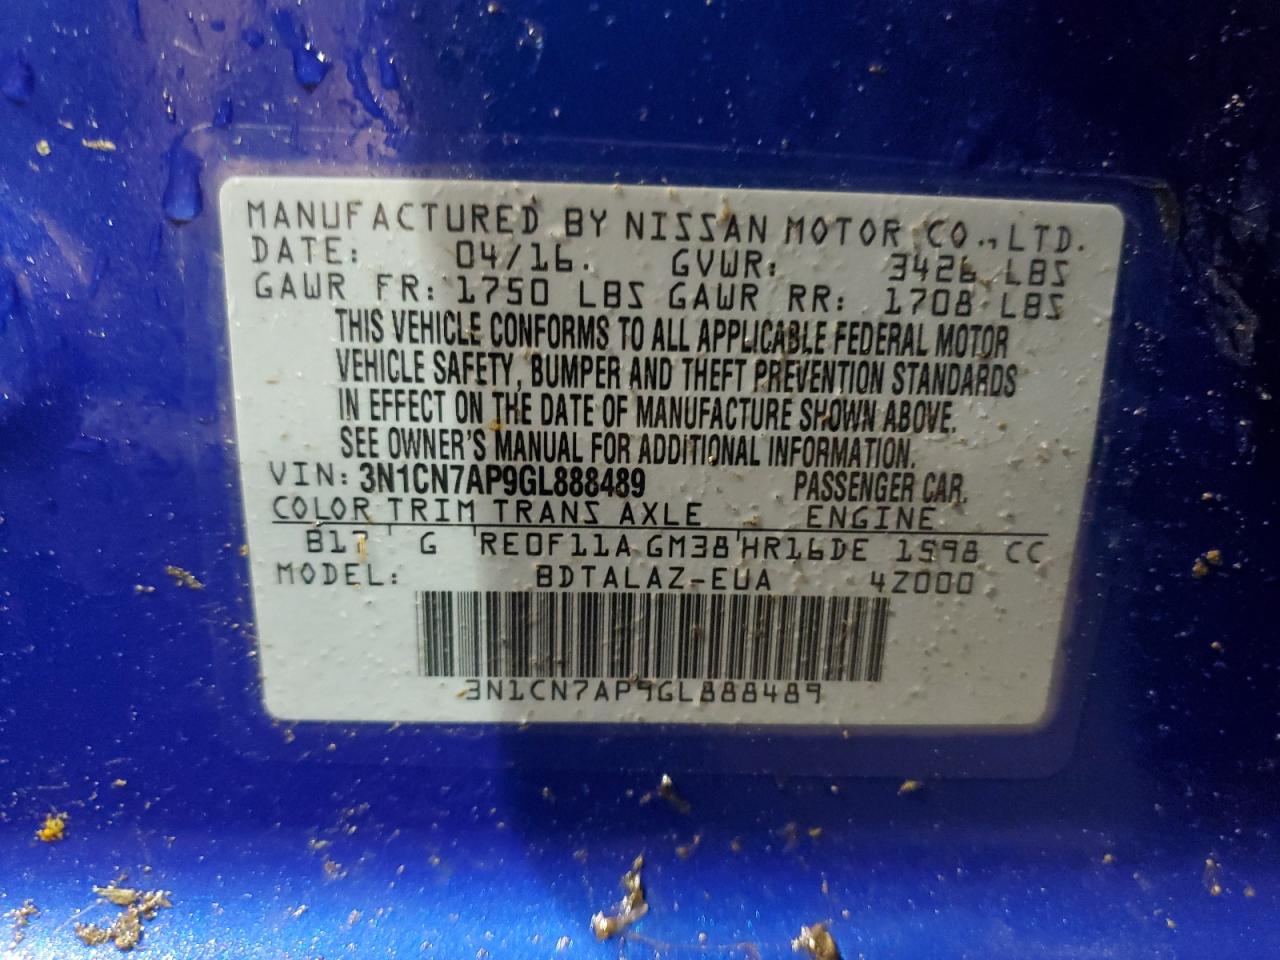 MANUFACTURED BY NISSAN MOTOR CO., LTD.
DATE: 04/16. GVWR: 3426 LBS
GAWR FR: 1750 LBS GAWR RR: 1708 LBS
THIS VEHICLE CONFORMS TO ALL APPLICABLE FEDERAL MOTOR
VEHICLE SAFETY, BUMPER AND THEFT PREVENTION STANDARDS
IN EFFECT ON THE DATE OF MANUFACTURE SHOWN ABOVE.
SEE OWNER'S MANUAL FOR ADDITIONAL INFORMATION.
VIN: 3N1CN7AP9GL888489 PASSENGER CAR.
COLOR TRIM TRANS AXLE ENGINE
B17 G RE0F11A GM38 HR16DE 1598 CC
MODEL: BDTALAZ-EUA 4Z000
3N1CN7AP9GL888489